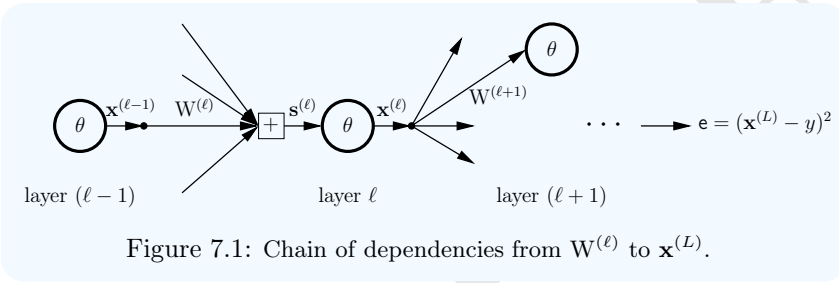 θ
x^(ℓ−1) W^(ℓ) + s^(ℓ) θ x^(ℓ) W^(ℓ+1) · · · e = (x^(L) − y)^2
θ
layer (ℓ − 1) layer ℓ layer (ℓ + 1)
Figure 7.1: Chain of dependencies from W^(ℓ) to x^(L).